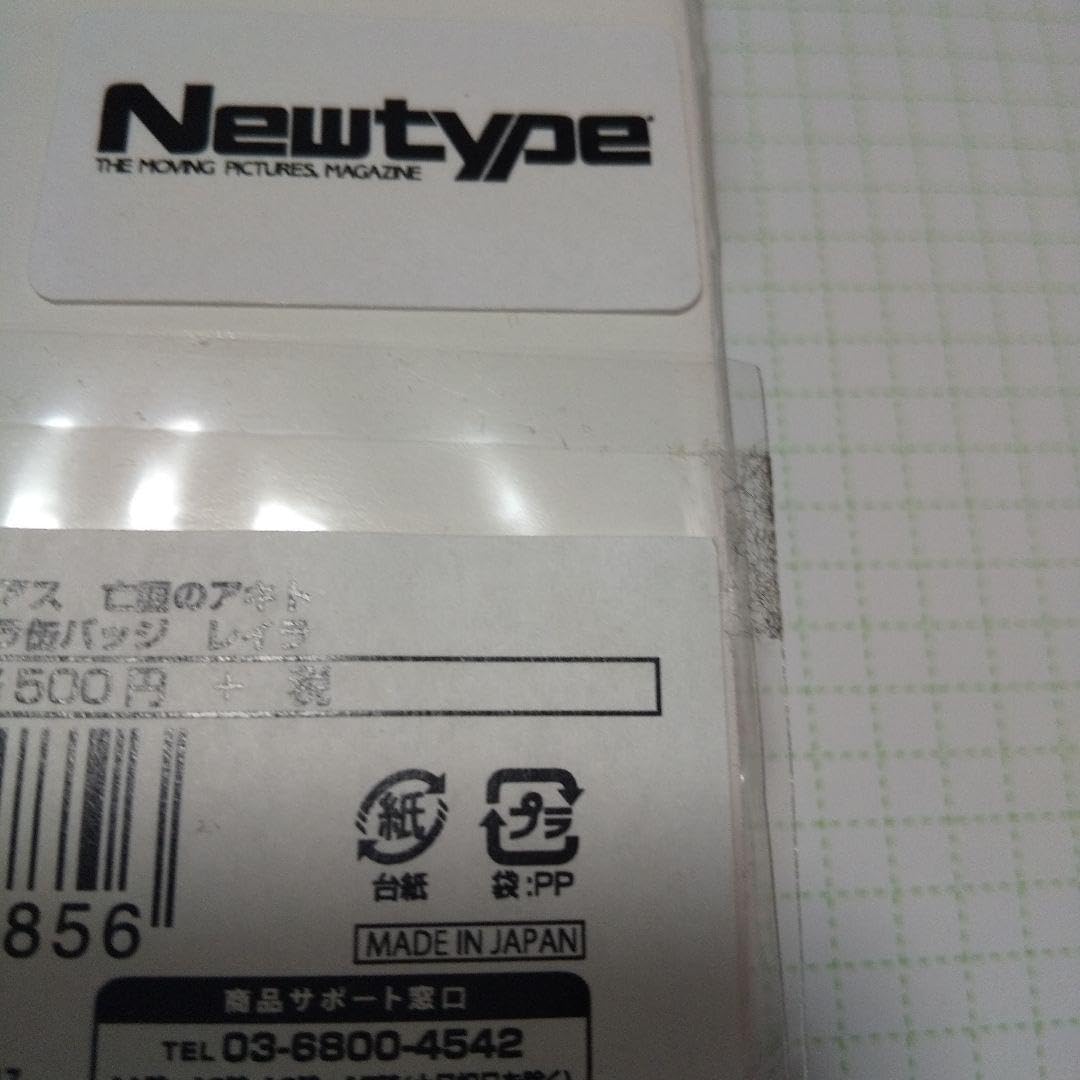 Newtype
THE MOVING PICTURES, MAGAZINE
アス 亡国のアキト
缶バッジ レイラ
500円 + 税
紙
プラ
台紙
袋:PP
856
MADE IN JAPAN
商品サポート窓口
TEL 03-6800-4542